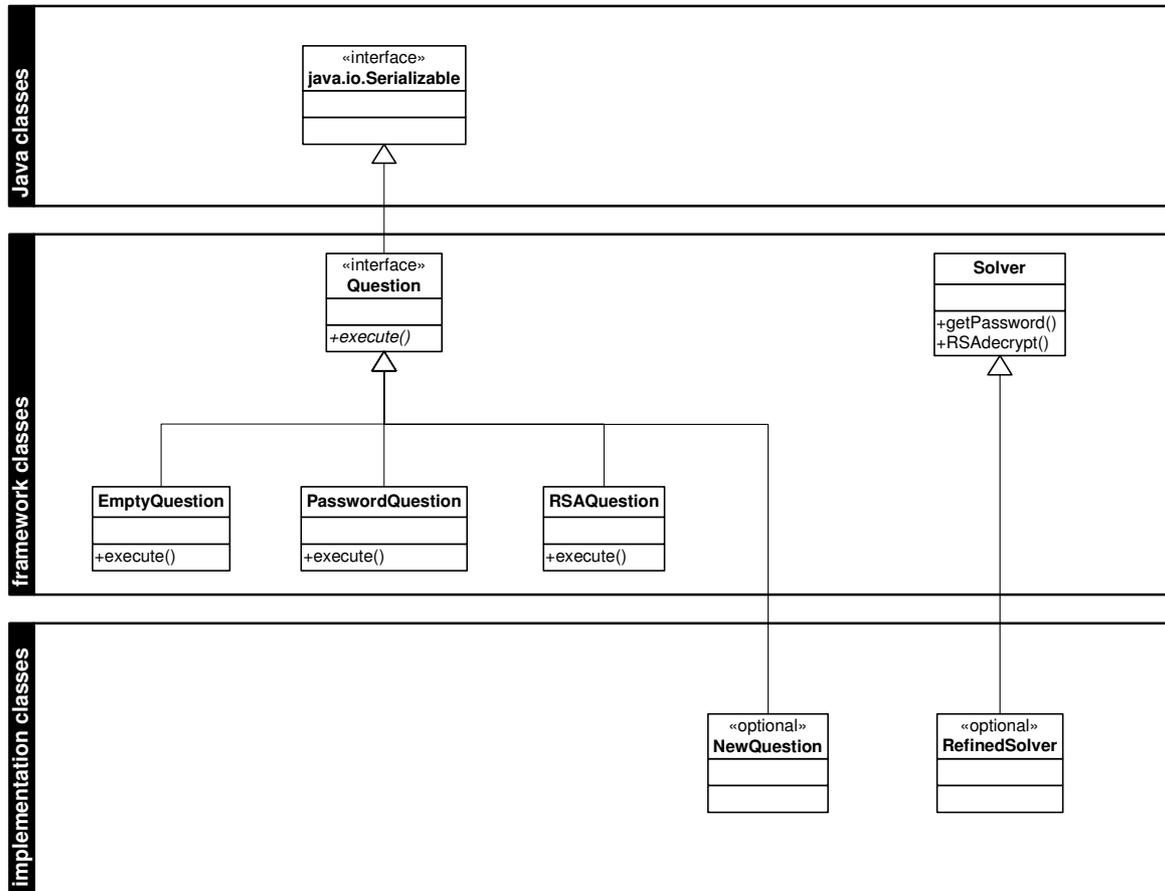 Java classes
«interface»
java.io.Serializable
framework classes
«interface»
Question
+execute()
Solver
+getPassword()
+RSAdecrypt()
EmptyQuestion
+execute()
PasswordQuestion
+execute()
RSAQuestion
+execute()
implementation classes
«optional»
NewQuestion
«optional»
RefinedSolver